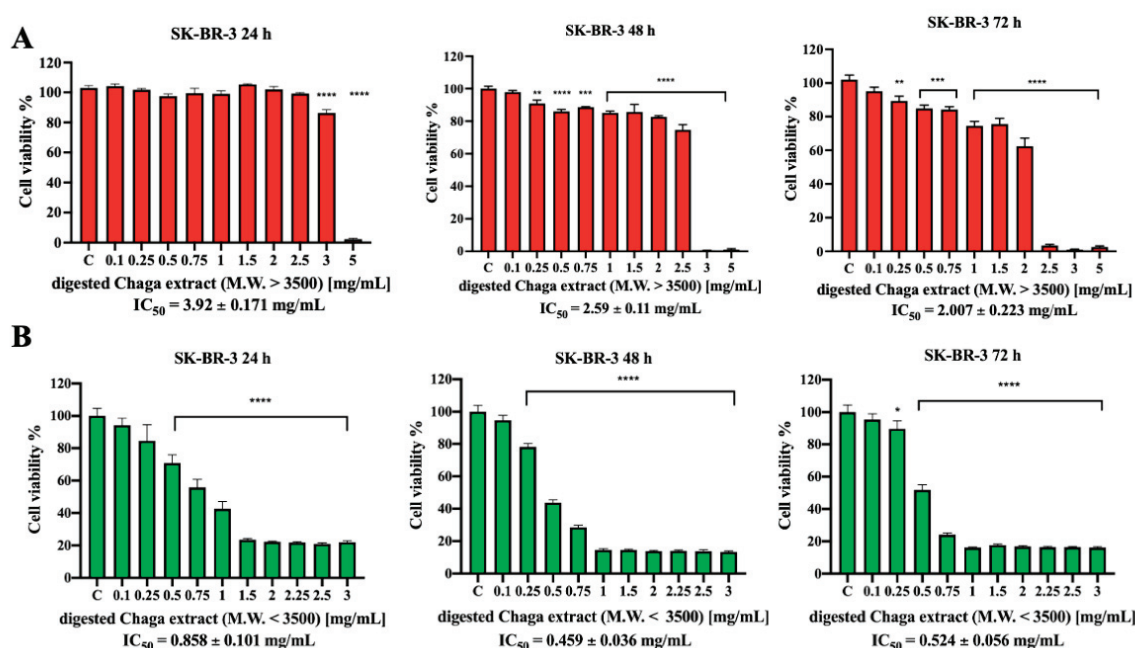 A
SK-BR-3 24 h
Cell viability %
120
100
80
60
40
20
0
**** ****
C 0.1 0.25 0.5 0.75 1 1.5 2 2.5 3 5
digested Chaga extract (M.W. > 3500) [mg/mL]
IC50 = 3.92 ± 0.171 mg/mL
SK-BR-3 48 h
Cell viability %
120
100
80
60
40
20
0
** **** *** ****
C 0.1 0.25 0.5 0.75 1 1.5 2 2.5 3 5
digested Chaga extract (M.W. > 3500) [mg/mL]
IC50 = 2.59 ± 0.11 mg/mL
SK-BR-3 72 h
Cell viability %
120
100
80
60
40
20
0
** *** ****
C 0.1 0.25 0.5 0.75 1 1.5 2 2.5 3 5
digested Chaga extract (M.W. > 3500) [mg/mL]
IC50 = 2.007 ± 0.223 mg/mL
B
SK-BR-3 24 h
Cell viability %
120
100
80
60
40
20
0
****
C 0.1 0.25 0.5 0.75 1 1.5 2 2.25 2.5 3
digested Chaga extract (M.W. < 3500) [mg/mL]
IC50 = 0.858 ± 0.101 mg/mL
SK-BR-3 48 h
Cell viability %
120
100
80
60
40
20
0
****
C 0.1 0.25 0.5 0.75 1 1.5 2 2.25 2.5 3
digested Chaga extract (M.W. < 3500) [mg/mL]
IC50 = 0.459 ± 0.036 mg/mL
SK-BR-3 72 h
Cell viability %
120
100
80
60
40
20
0
* ****
C 0.1 0.25 0.5 0.75 1 1.5 2 2.25 2.5 3
digested Chaga extract (M.W. < 3500) [mg/mL]
IC50 = 0.524 ± 0.056 mg/mL